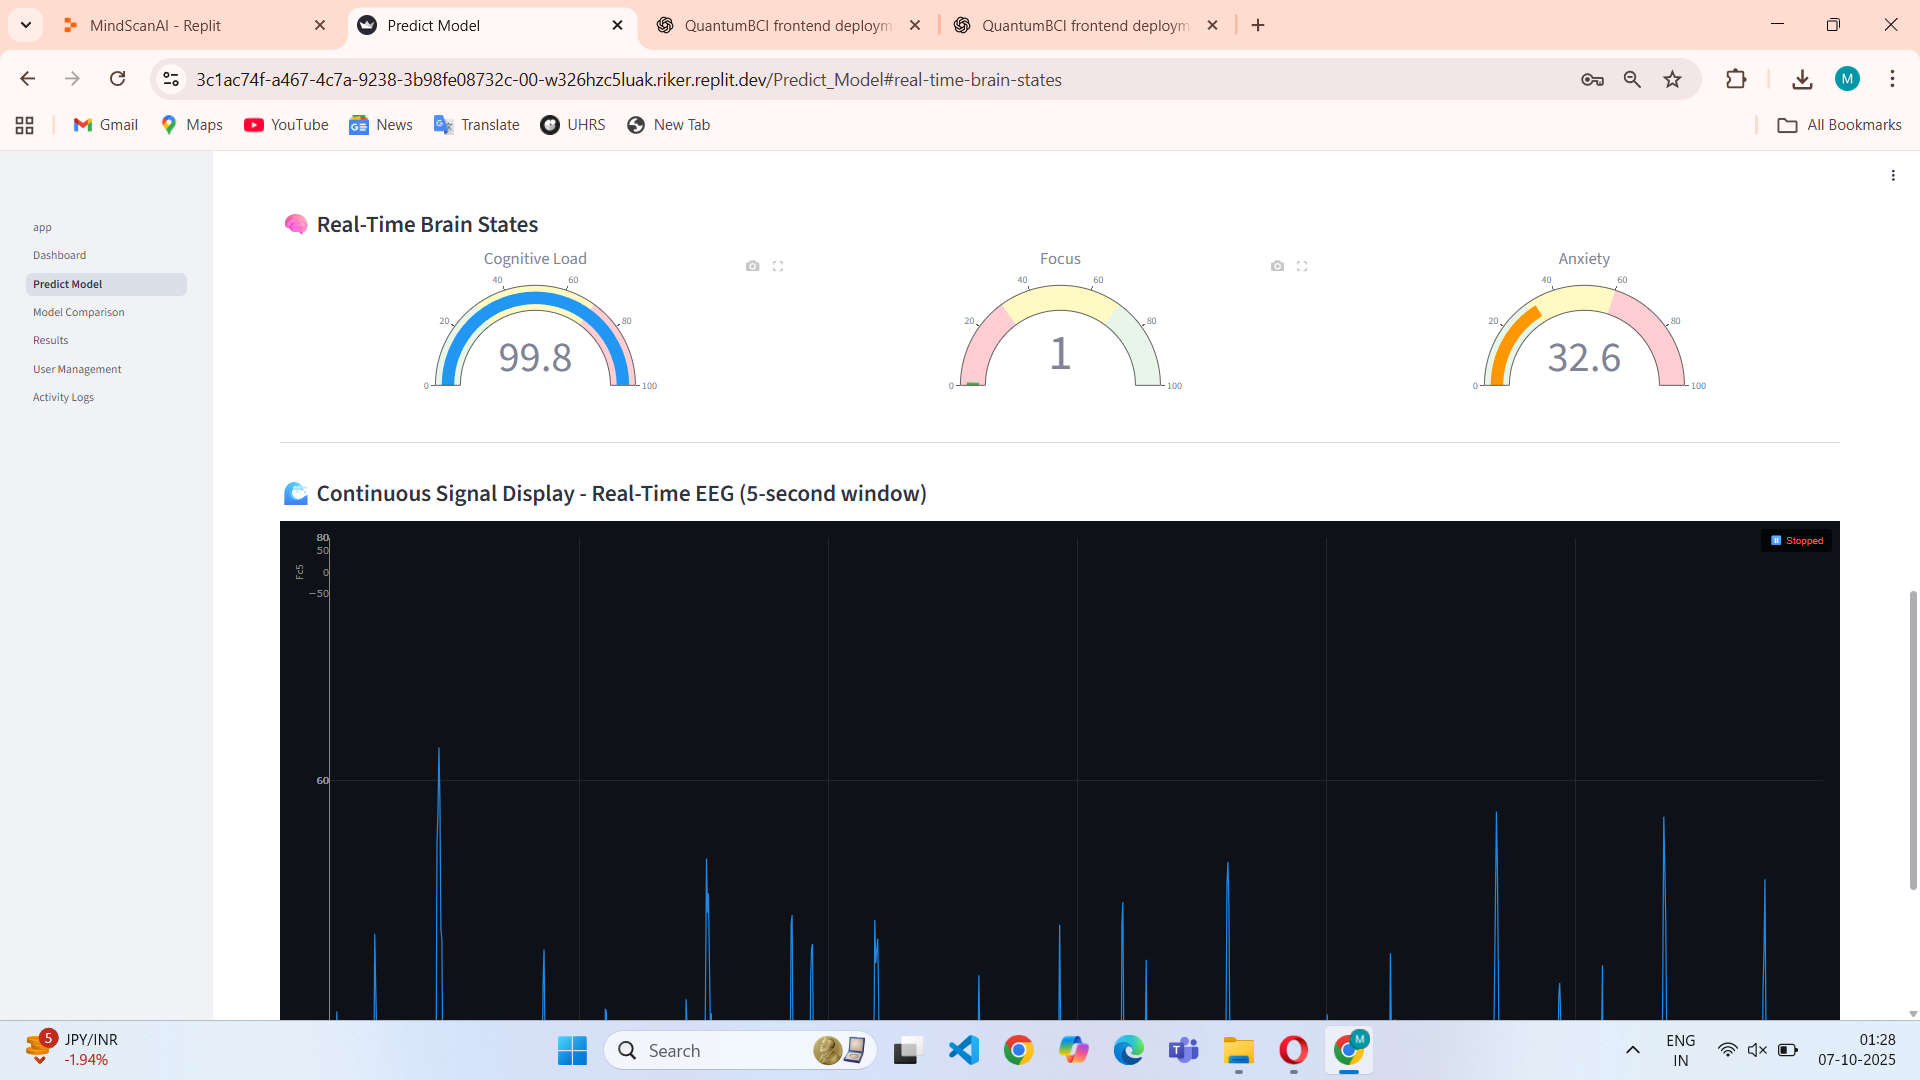 MindScanAI - Replit
Predict Model
QuantumBCI frontend deploym
QuantumBCI frontend deploym
3c1ac74f-a467-4c7a-9238-3b98fe08732c-00-w326hzc5luak.riker.replit.dev/Predict_Model#real-time-brain-states
M
Gmail
Maps
YouTube
News
Translate
UHRS
New Tab
All Bookmarks
app
Dashboard
Predict Model
Model Comparison
Results
User Management
Activity Logs
Real-Time Brain States
Cognitive Load
0
20
40
60
80
100
99.8
Focus
0
20
40
60
80
100
1
Anxiety
0
20
40
60
80
100
32.6
Continuous Signal Display - Real-Time EEG (5-second window)
Stopped
80
50
0
−50
Fc5
60
5
JPY/INR
-1.94%
Search
M
ENG
IN
01:28
07-10-2025